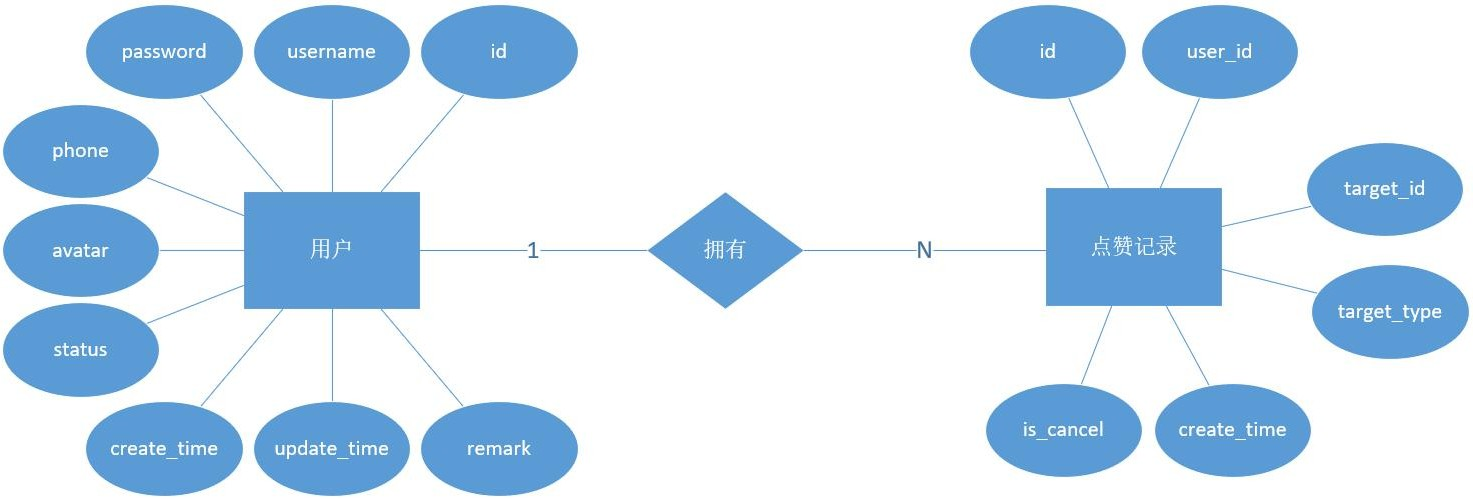 password
username
id
id
user_id
phone
target_id
avatar
用户
1
拥有
N
点赞记录
target_type
status
is_cancel
create_time
create_time
update_time
remark